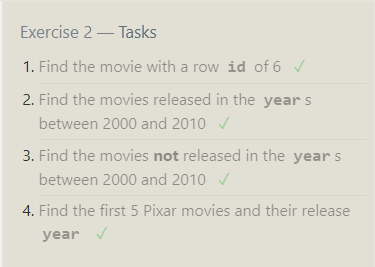 Exercise 2 — Tasks
1. Find the movie with a row id of 6 ✓
2. Find the movies released in the year s
between 2000 and 2010 ✓
3. Find the movies not released in the year s
between 2000 and 2010 ✓
4. Find the first 5 Pixar movies and their release
year ✓